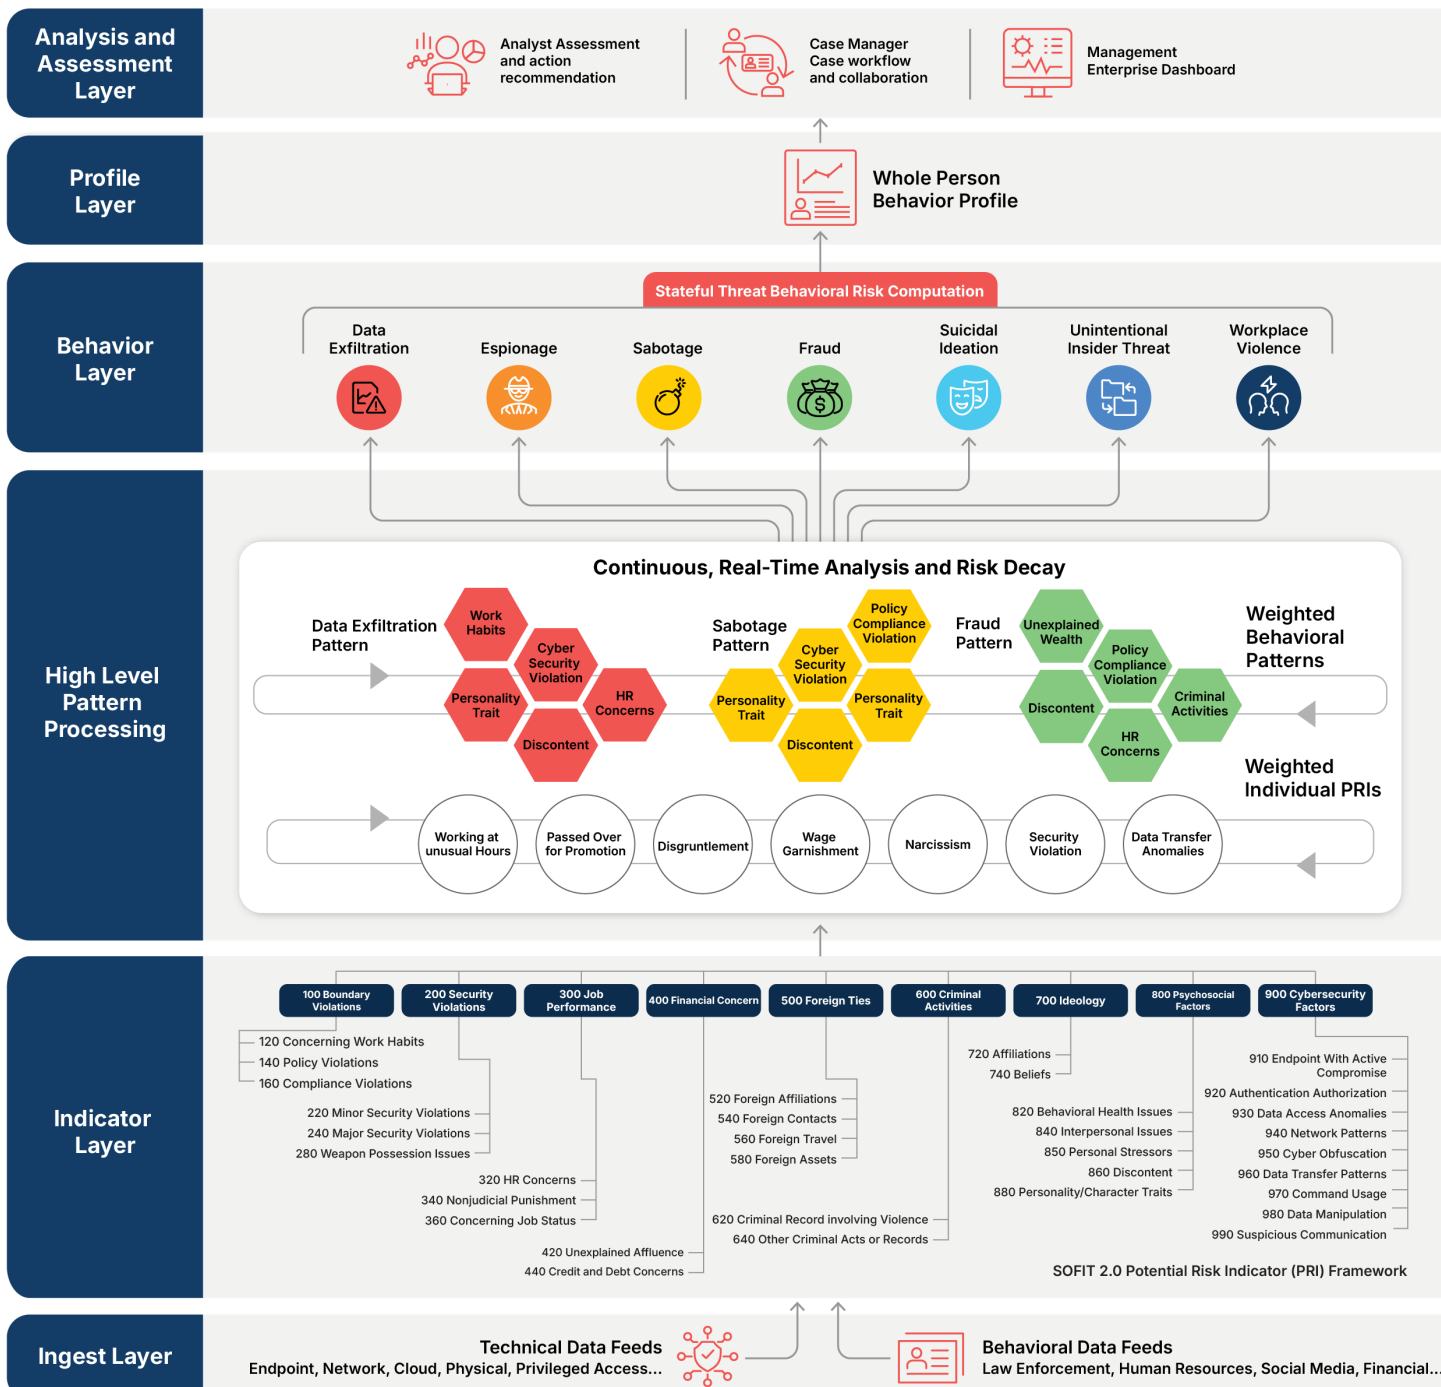 Analysis and
Assessment
Layer
Analyst Assessment
and action
recommendation
Case Manager
Case workflow
and collaboration
Management
Enterprise Dashboard
Profile
Layer
Whole Person
Behavior Profile
Behavior
Layer
Stateful Threat Behavioral Risk Computation
Data
Exfiltration
Espionage
Sabotage
Fraud
Suicidal
Ideation
Unintentional
Insider Threat
Workplace
Violence
High Level
Pattern
Processing
Continuous, Real-Time Analysis and Risk Decay
Data Exfiltration
Pattern
Work
Habits
Cyber
Security
Violation
Personality
Trait
HR
Concerns
Discontent
Sabotage
Pattern
Policy
Compliance
Violation
Cyber
Security
Violation
Personality
Trait
Personality
Trait
Discontent
Fraud
Pattern
Unexplained
Wealth
Policy
Compliance
Violation
Discontent
Criminal
Activities
HR
Concerns
Weighted
Behavioral
Patterns
Weighted
Individual PRIs
Working at
unusual Hours
Passed Over
for Promotion
Disgruntlement
Wage
Garnishment
Narcissism
Security
Violation
Data Transfer
Anomalies
Indicator
Layer
100 Boundary
Violations
120 Concerning Work Habits
140 Policy Violations
160 Compliance Violations
200 Security
Violations
220 Minor Security Violations
240 Major Security Violations
280 Weapon Possession Issues
300 Job
Performance
320 HR Concerns
340 Nonjudicial Punishment
360 Concerning Job Status
400 Financial Concern
420 Unexplained Affluence
440 Credit and Debt Concerns
500 Foreign Ties
520 Foreign Affiliations
540 Foreign Contacts
560 Foreign Travel
580 Foreign Assets
600 Criminal
Activities
620 Criminal Record involving Violence
640 Other Criminal Acts or Records
700 Ideology
720 Affiliations
740 Beliefs
800 Psychosocial
Factors
820 Behavioral Health Issues
840 Interpersonal Issues
850 Personal Stressors
860 Discontent
880 Personality/Character Traits
900 Cybersecurity
Factors
910 Endpoint With Active
Compromise
920 Authentication Authorization
930 Data Access Anomalies
940 Network Patterns
950 Cyber Obfuscation
960 Data Transfer Patterns
970 Command Usage
980 Data Manipulation
990 Suspicious Communication
SOFIT 2.0 Potential Risk Indicator (PRI) Framework
Ingest Layer
Technical Data Feeds
Endpoint, Network, Cloud, Physical, Privileged Access...
Behavioral Data Feeds
Law Enforcement, Human Resources, Social Media, Financial...